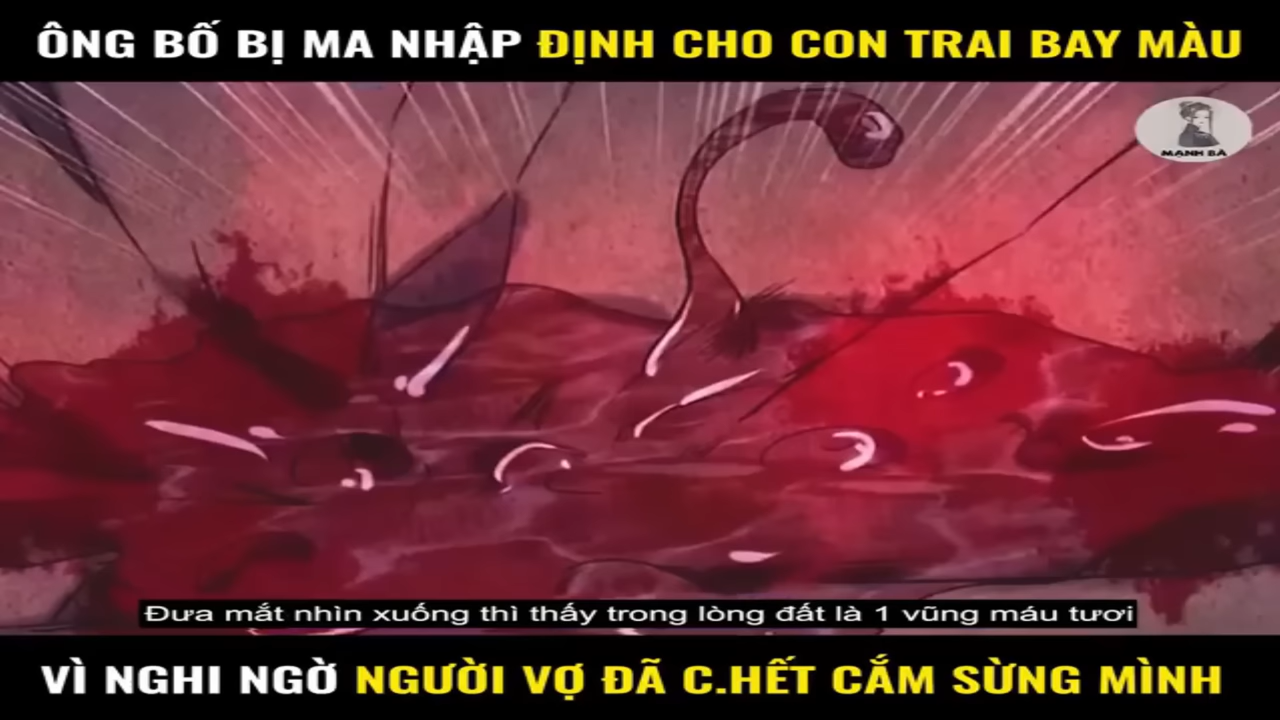 ÔNG BỐ BỊ MA NHẬP ĐỊNH CHO CON TRAI BAY MÀU
MẠNH BÀ
Đưa mắt nhìn xuống thì thấy trong lòng đất là 1 vũng máu tươi
VÌ NGHI NGỜ NGƯỜI VỢ ĐÃ C.HẾT CẮM SỪNG MÌNH